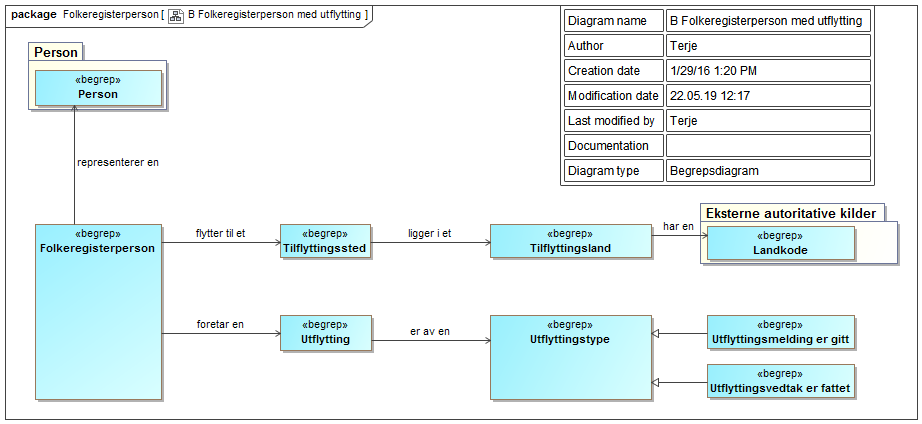 package Folkeregisterperson [ B Folkeregisterperson med utflytting ]
Diagram name B Folkeregisterperson med utflytting
Author Terje
Creation date 1/29/16 1:20 PM
Modification date 22.05.19 12:17
Last modified by Terje
Documentation
Diagram type Begrepsdiagram
Person
«begrep»
Person
representerer en
«begrep»
Folkeregisterperson
flytter til et
«begrep»
Tilflyttingssted
ligger i et
«begrep»
Tilflyttingsland
har en
Eksterne autoritative kilder
«begrep»
Landkode
foretar en
«begrep»
Utflytting
er av en
«begrep»
Utflyttingstype
«begrep»
Utflyttingsmelding er gitt
«begrep»
Utflyttingsvedtak er fattet